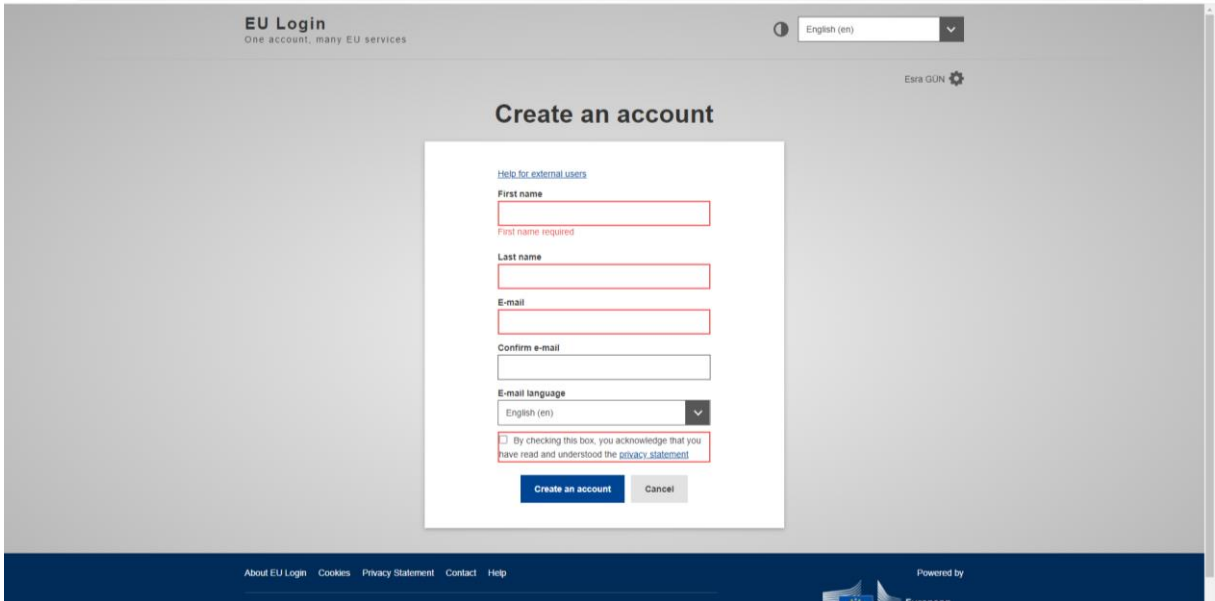 EU Login
One account, many EU services
English (en)
Esra GÜN
Create an account
Help for external users
First name
First name required
Last name
E-mail
Confirm e-mail
E-mail language
English (en)
By checking this box, you acknowledge that you
have read and understood the privacy statement
Create an account Cancel
About EU Login Cookies Privacy Statement Contact Help
Powered by